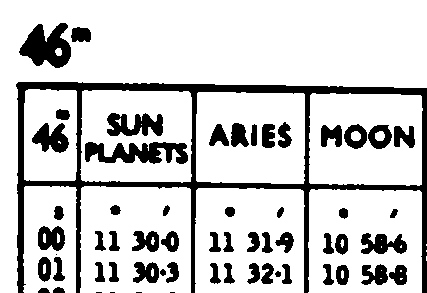 46ᵐ
46ᵐ SUN PLANETS ARIES MOON
s ° ′ ° ′ ° ′
00 11 30·0 11 31·9 10 58·6
01 11 30·3 11 32·1 10 58·8